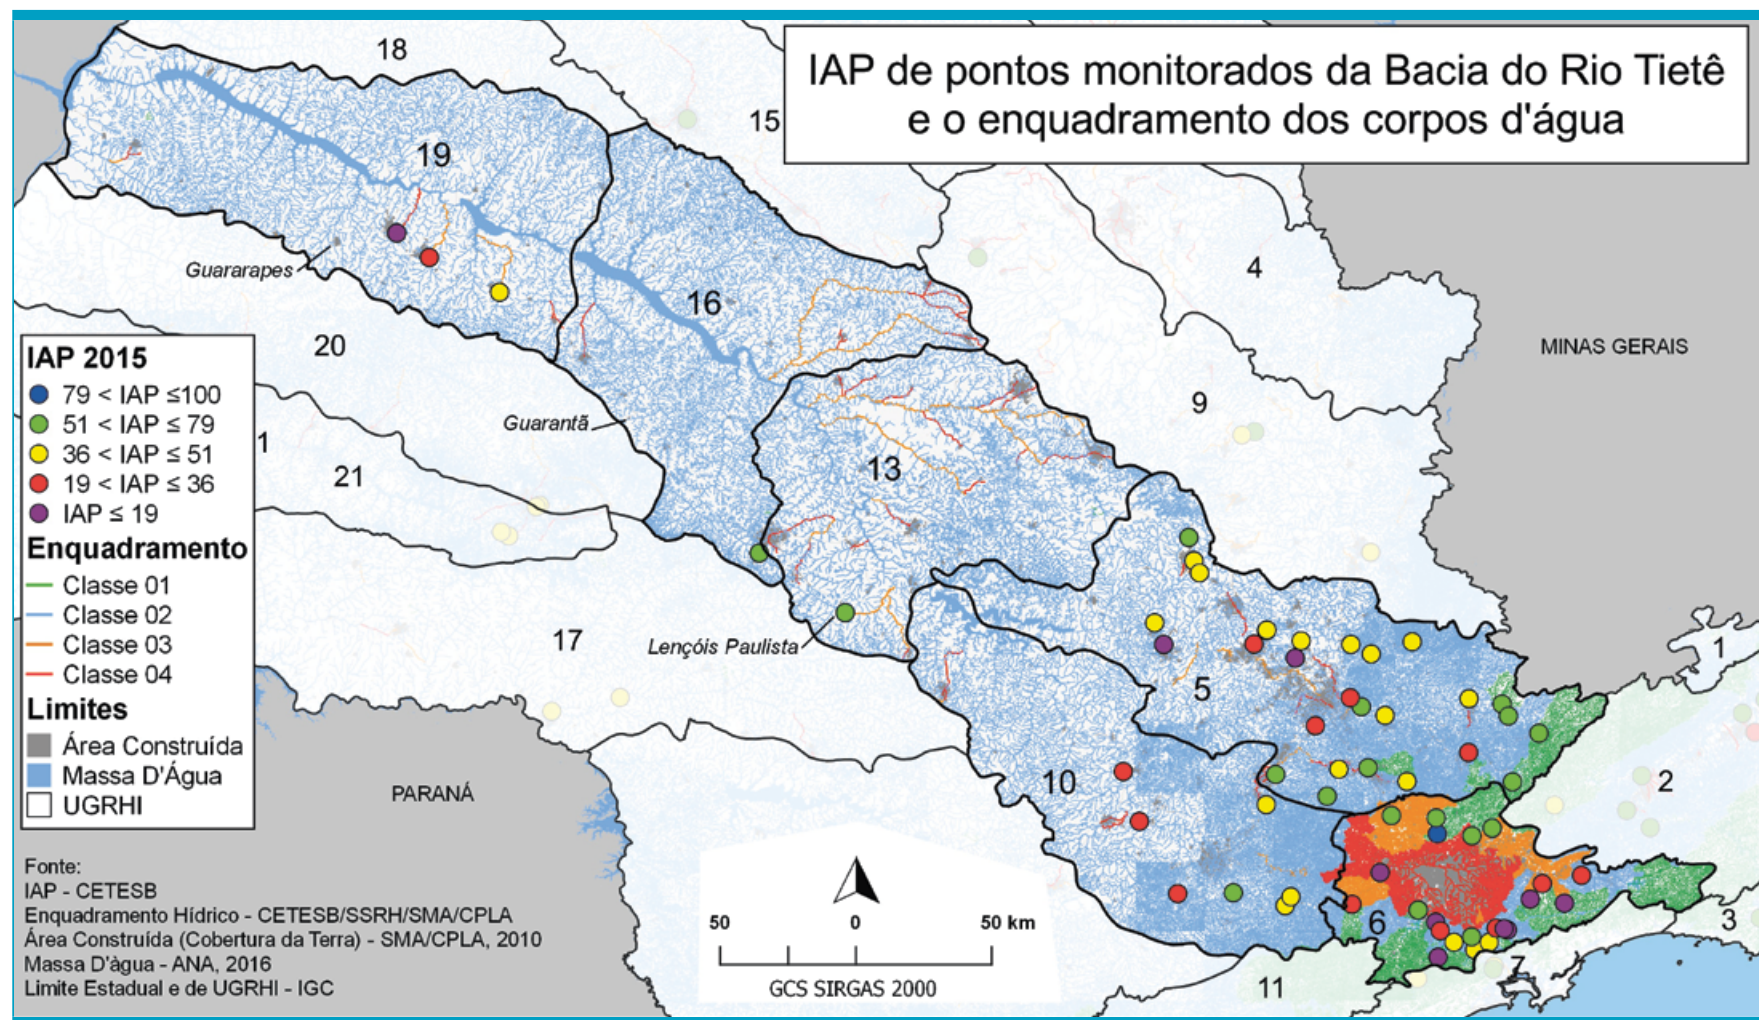 IAP de pontos monitorados da Bacia do Rio Tietê
e o enquadramento dos corpos d'água
18
15
19
4
Guararapes
16
20
MINAS GERAIS
IAP 2015
79 < IAP ≤100
51 < IAP ≤ 79
36 < IAP ≤ 51
19 < IAP ≤ 36
IAP ≤ 19
Enquadramento
Classe 01
Classe 02
Classe 03
Classe 04
Limites
Área Construída
Massa D'Água
UGRHI
9
Guarantã
1
21
13
17
Lençóis Paulista
5
1
10
2
PARANÁ
6
3
7
11
Fonte:
IAP - CETESB
Enquadramento Hídrico - CETESB/SSRH/SMA/CPLA
Área Construída (Cobertura da Terra) - SMA/CPLA, 2010
Massa D'àgua - ANA, 2016
Limite Estadual e de UGRHI - IGC
50 0 50 km
GCS SIRGAS 2000